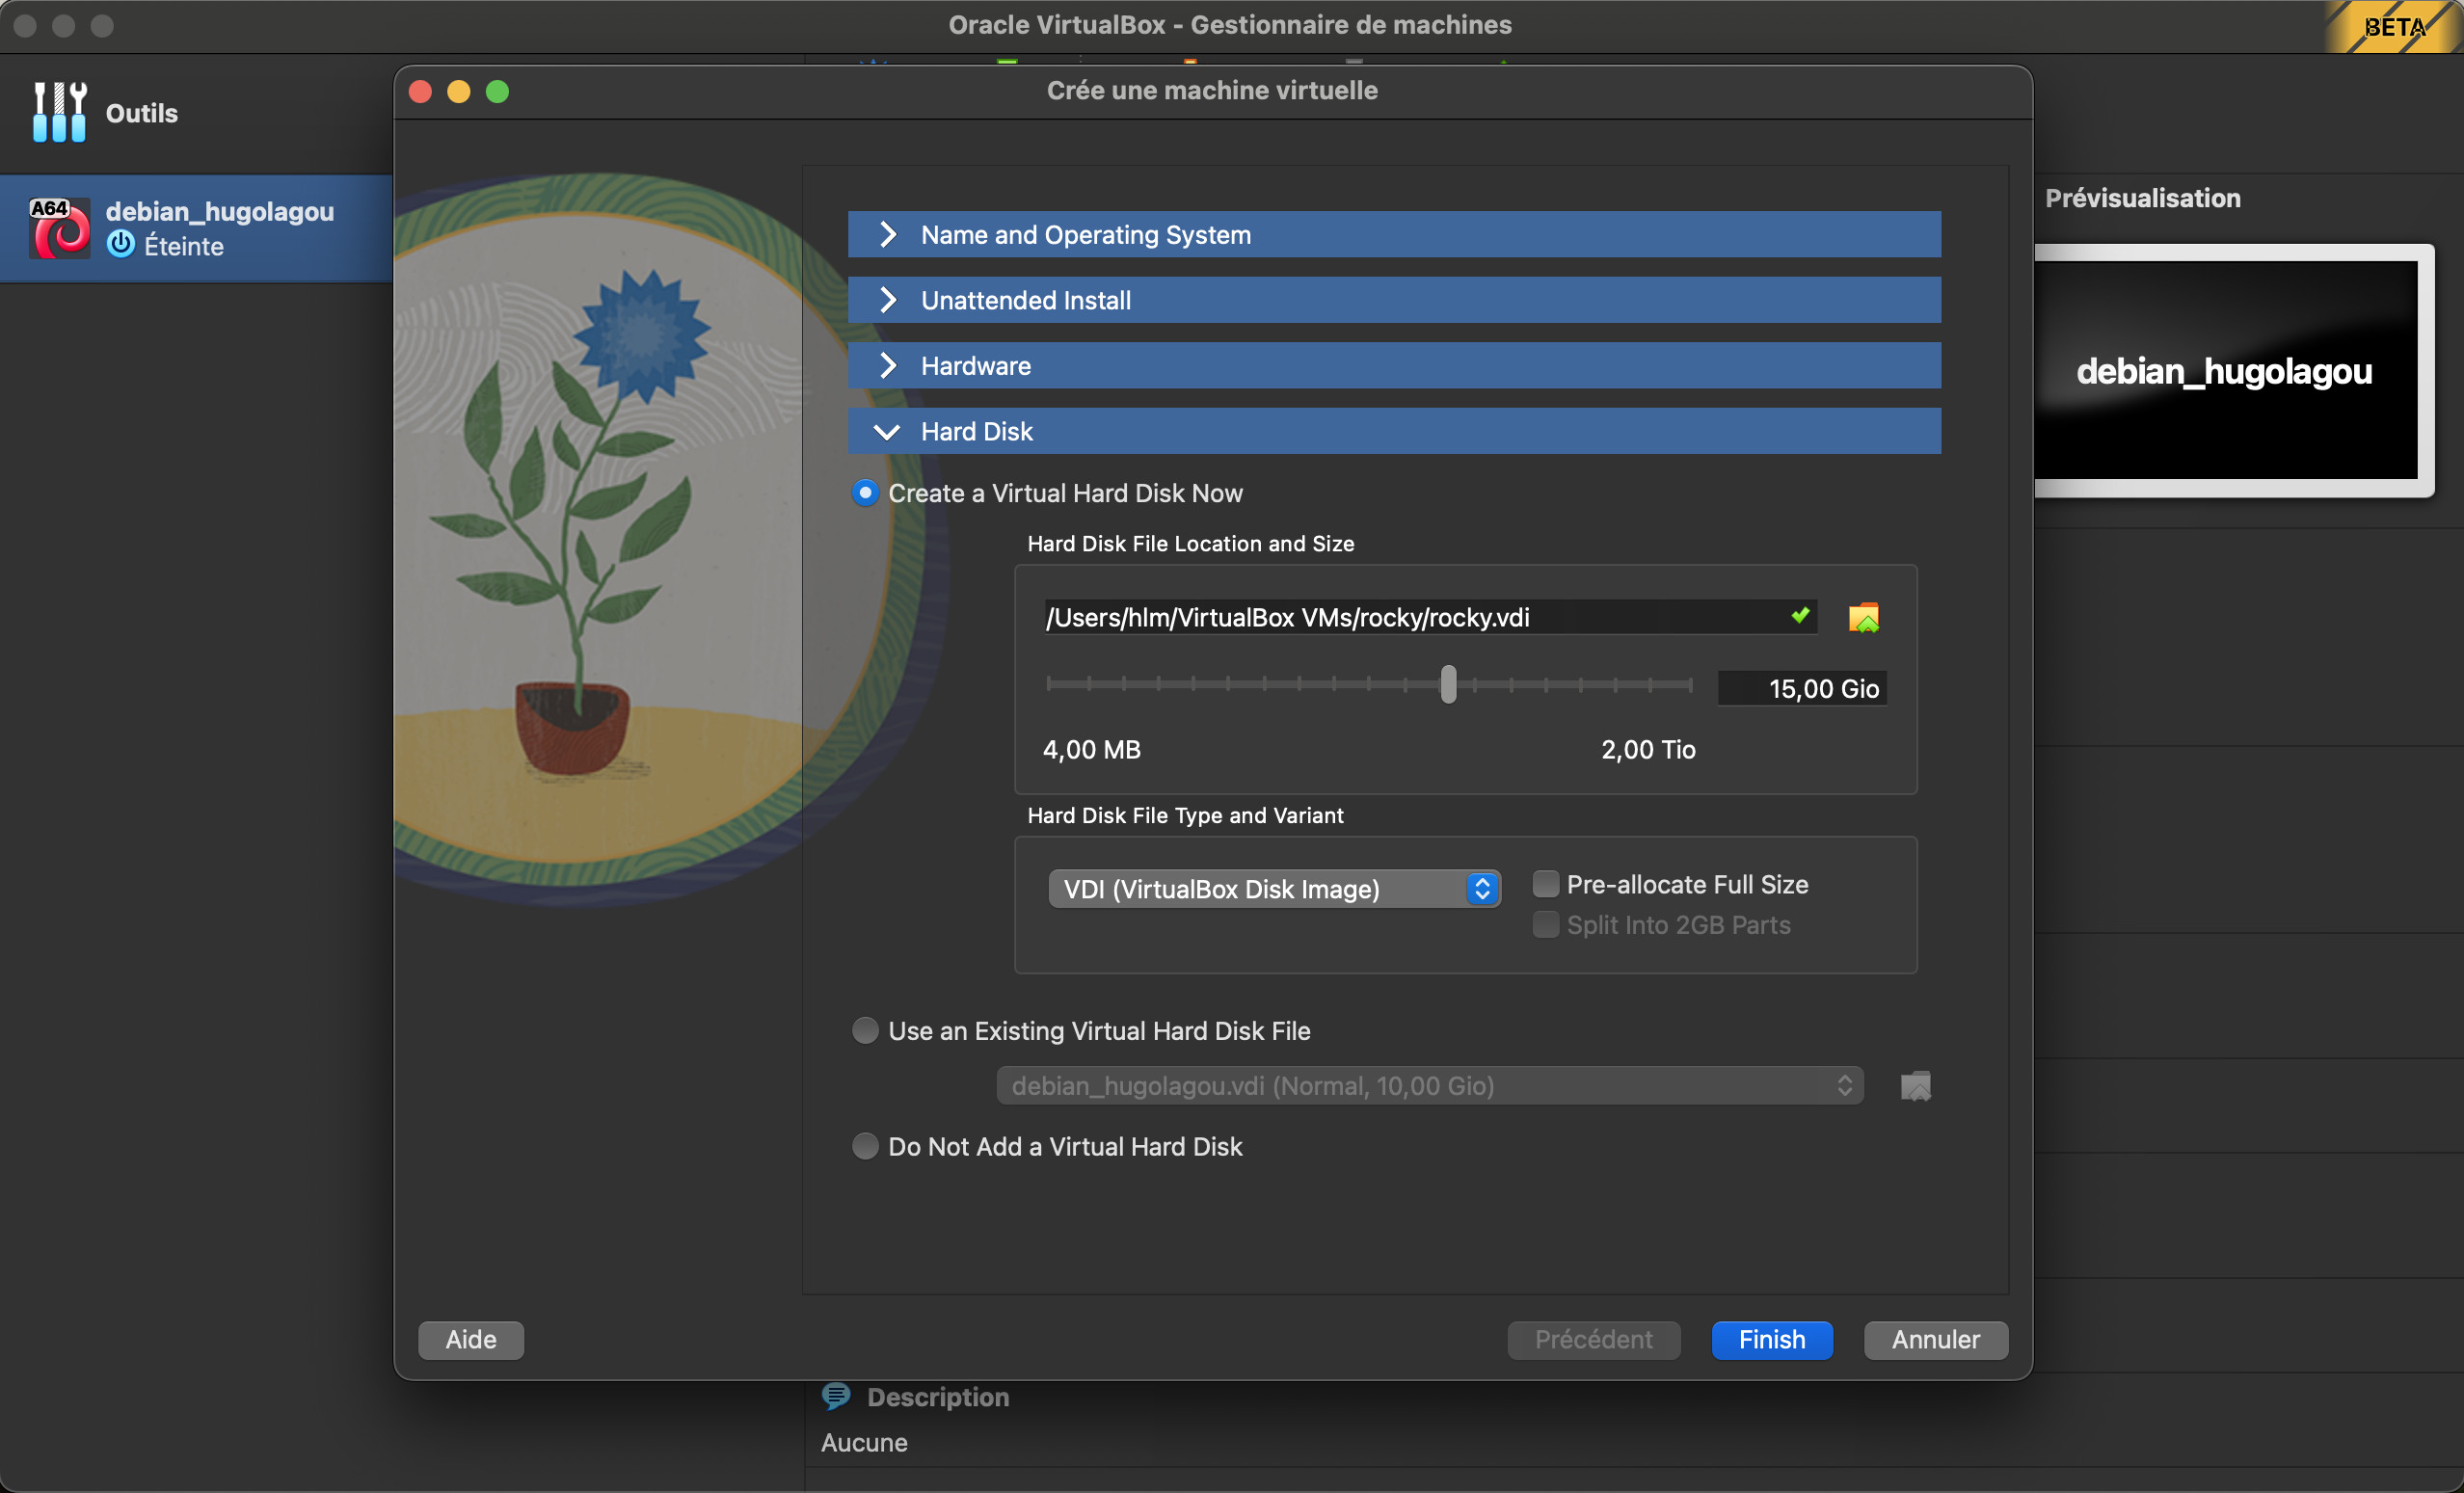 Oracle VirtualBox - Gestionnaire de machines
BETA
Outils
A64
debian_hugolagou
Éteinte
Crée une machine virtuelle
Name and Operating System
Unattended Install
Hardware
Hard Disk
Create a Virtual Hard Disk Now
Hard Disk File Location and Size
/Users/hlm/VirtualBox VMs/rocky/rocky.vdi
15,00 Gio
4,00 MB
2,00 Tio
Hard Disk File Type and Variant
VDI (VirtualBox Disk Image)
Pre-allocate Full Size
Split Into 2GB Parts
Use an Existing Virtual Hard Disk File
debian_hugolagou.vdi (Normal, 10,00 Gio)
Do Not Add a Virtual Hard Disk
Aide
Précédent
Finish
Annuler
Prévisualisation
debian_hugolagou
Description
Aucune